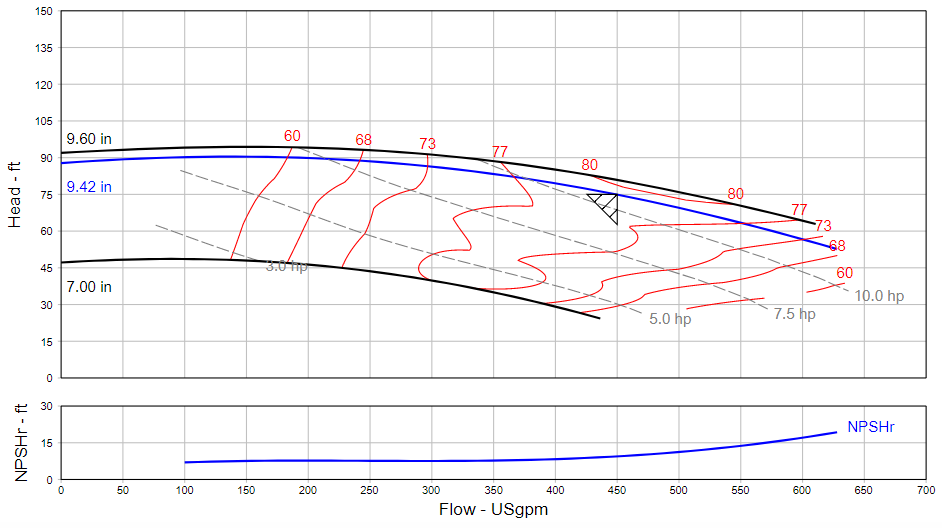 150
135
120
105
90
75
60
45
30
15
0
Head - ft
9.60 in
9.42 in
7.00 in
60
68
73
77
80
80
77
73
68
60
3.0 hp
5.0 hp
7.5 hp
10.0 hp
30
15
0
NPSHr - ft
NPSHr
0 50 100 150 200 250 300 350 400 450 500 550 600 650 700
Flow - USgpm